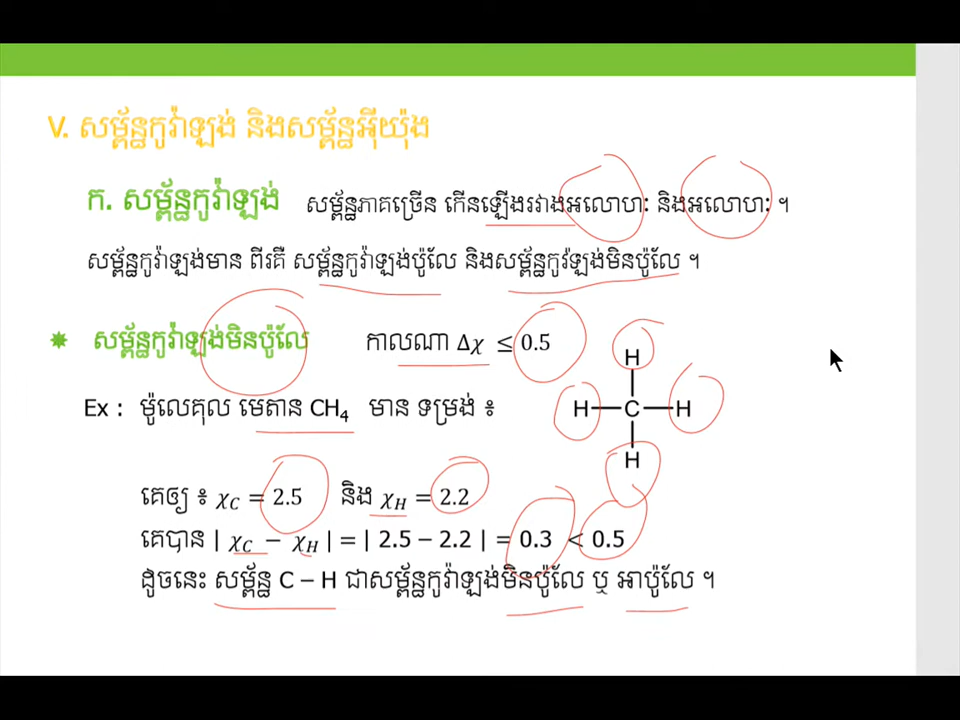 V. សម្ព័ន្ធកូវ៉ាឡង់ និងសម្ព័ន្ធអ៊ីយ៉ុង
ក. សម្ព័ន្ធកូវ៉ាឡង់ សម្ព័ន្ធភាគច្រើន កើនឡើងរវាងអលោហៈ និងអលោហៈ ។
សម្ព័ន្ធកូវ៉ាឡង់មាន ពីរគឺ សម្ព័ន្ធកូវ៉ាឡង់ប៉ូលែ និងសម្ព័ន្ធកូវ៉ឡង់មិនប៉ូលែ ។
✷ សម្ព័ន្ធកូវ៉ាឡង់មិនប៉ូលែ កាលណា Δχ ≤ 0.5
H
Ex : ម៉ូលេគុល មេតាន CH₄ មាន ទម្រង់ ៖ H—C—H
H
គេឲ្យ ៖ χ_C = 2.5 និង χ_H = 2.2
គេបាន | χ_C − χ_H | = | 2.5 − 2.2 | = 0.3 < 0.5
ដូចនេះ សម្ព័ន្ធ C – H ជាសម្ព័ន្ធកូវ៉ាឡង់មិនប៉ូលែ ឬ អាប៉ូលែ ។